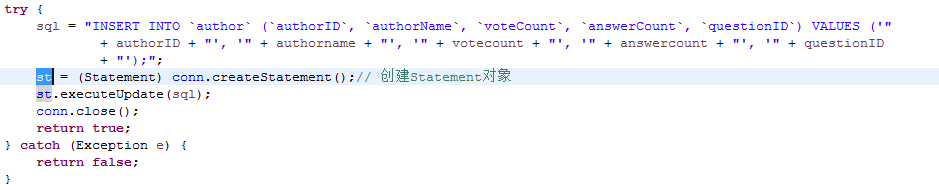 try {
sql = "INSERT INTO `author` (`authorID`, `authorName`, `voteCount`, `answerCount`, `questionID`) VALUES ('"
+ authorID + "', '" + authorname + "', '" + votecount + "', '" + answercount + "', '" + questionID
+ "');";
st = (Statement) conn.createStatement();// 创建Statement对象
st.executeUpdate(sql);
conn.close();
return true;
} catch (Exception e) {
return false;
}